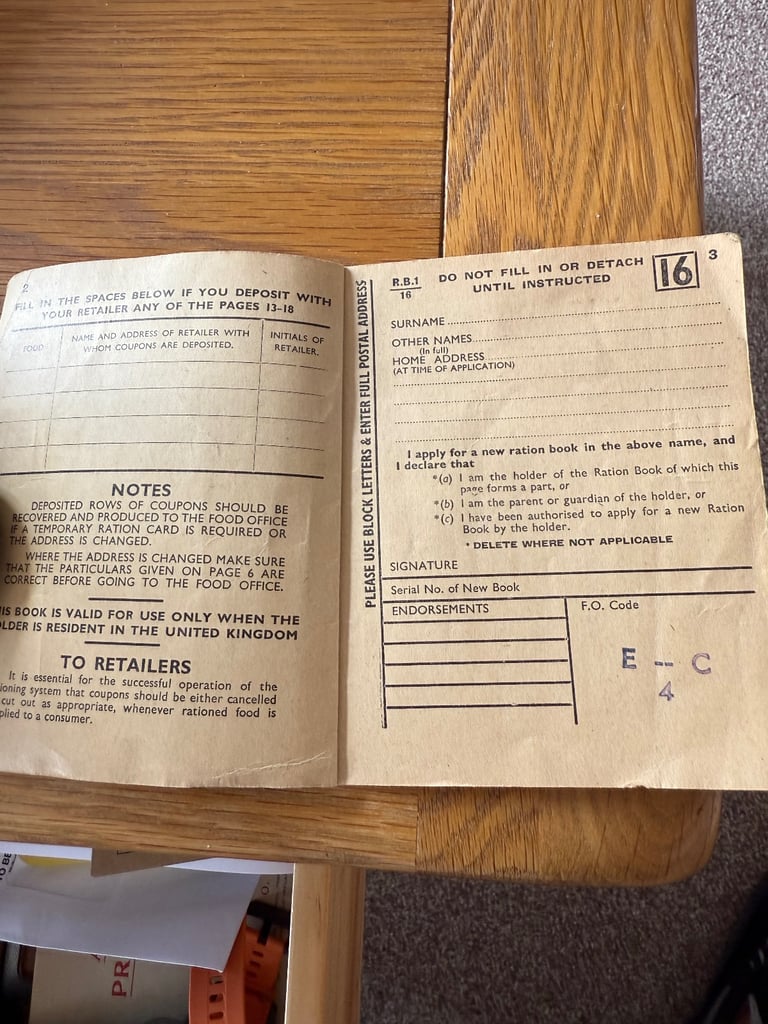 2
FILL IN THE SPACES BELOW IF YOU DEPOSIT WITH
YOUR RETAILER ANY OF THE PAGES 13-18
FOOD.
NAME AND ADDRESS OF RETAILER WITH
WHOM COUPONS ARE DEPOSITED.
INITIALS OF
RETAILER.
NOTES
DEPOSITED ROWS OF COUPONS SHOULD BE
RECOVERED AND PRODUCED TO THE FOOD OFFICE
IF A TEMPORARY RATION CARD IS REQUIRED OR
THE ADDRESS IS CHANGED.
WHERE THE ADDRESS IS CHANGED MAKE SURE
THAT THE PARTICULARS GIVEN ON PAGE 6 ARE
CORRECT BEFORE GOING TO THE FOOD OFFICE.
IS BOOK IS VALID FOR USE ONLY WHEN THE
OLDER IS RESIDENT IN THE UNITED KINGDOM
TO RETAILERS
It is essential for the successful operation of the
ioning system that coupons should be either cancelled
cut out as appropriate, whenever rationed food is
plied to a consumer.
PLEASE USE BLOCK LETTERS & ENTER FULL POSTAL ADDRESS
R.B.1
16
DO NOT FILL IN OR DETACH
UNTIL INSTRUCTED
16
3
SURNAME
OTHER NAMES
(In full)
HOME ADDRESS
(AT TIME OF APPLICATION)
I apply for a new ration book in the above name, and
I declare that
*(a) I am the holder of the Ration Book of which this
page forms a part, or
*(b) I am the parent or guardian of the holder, or
*(c) I have been authorised to apply for a new Ration
Book by the holder.
* DELETE WHERE NOT APPLICABLE
SIGNATURE
Serial No. of New Book
ENDORSEMENTS
F.O. Code
E -- C
4
PR